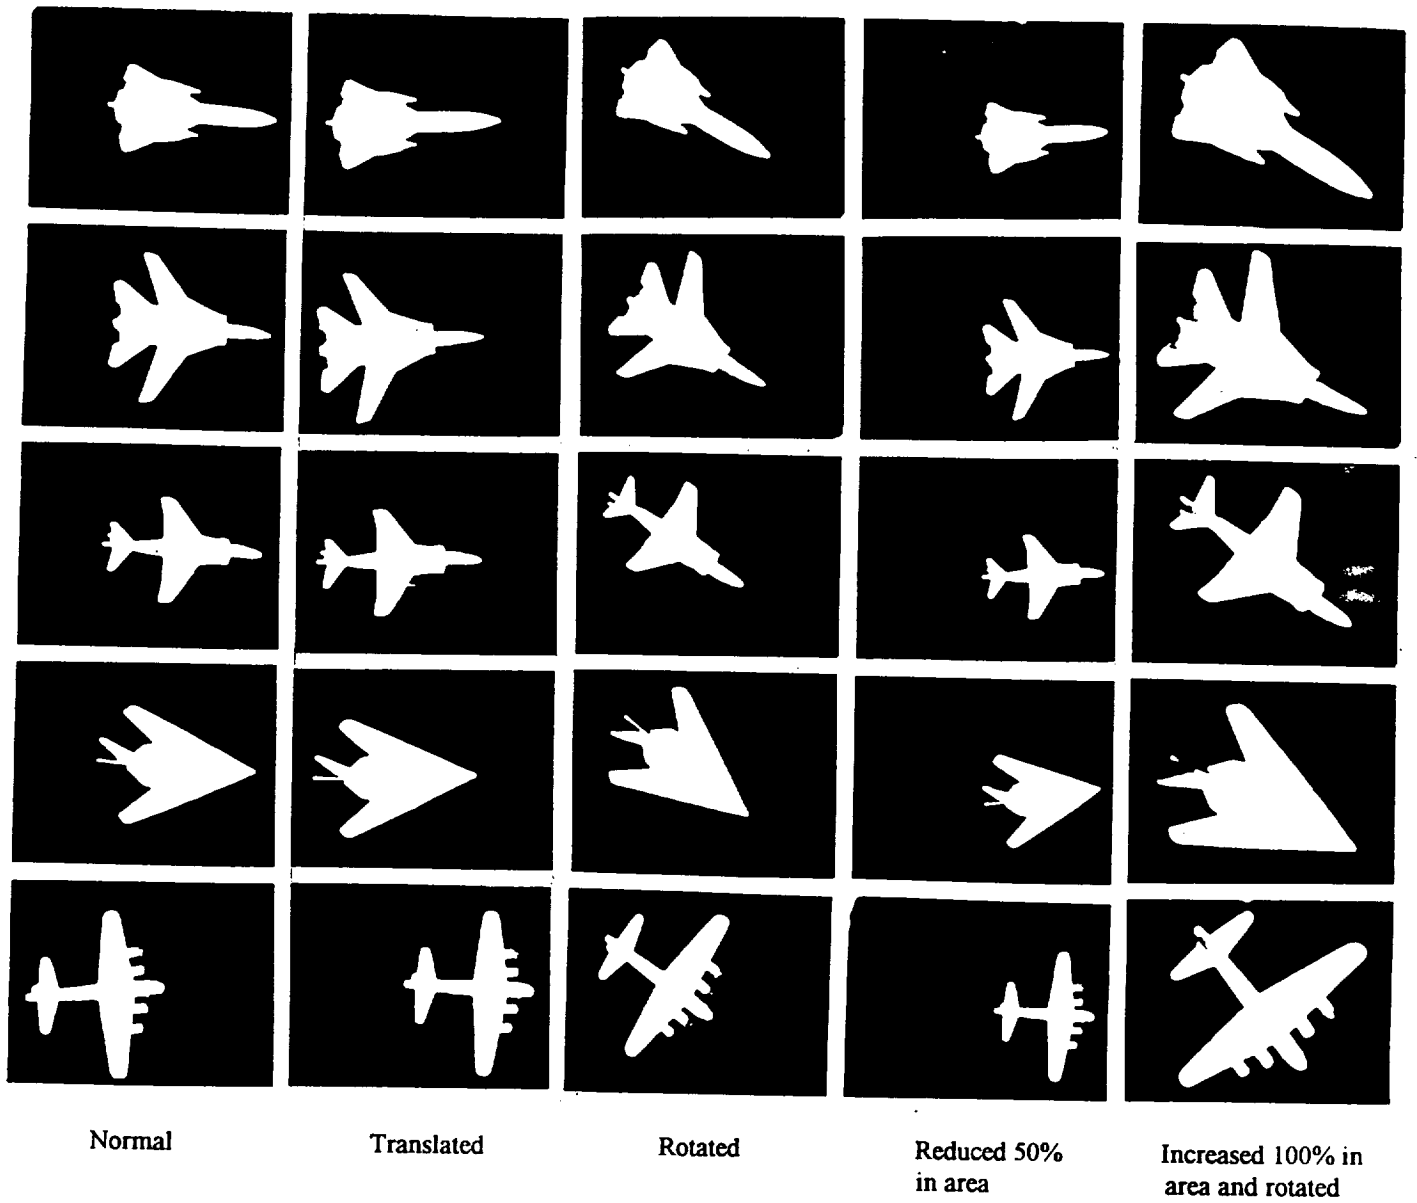 Normal
Translated
Rotated
Reduced 50%
in area
Increased 100% in
area and rotated